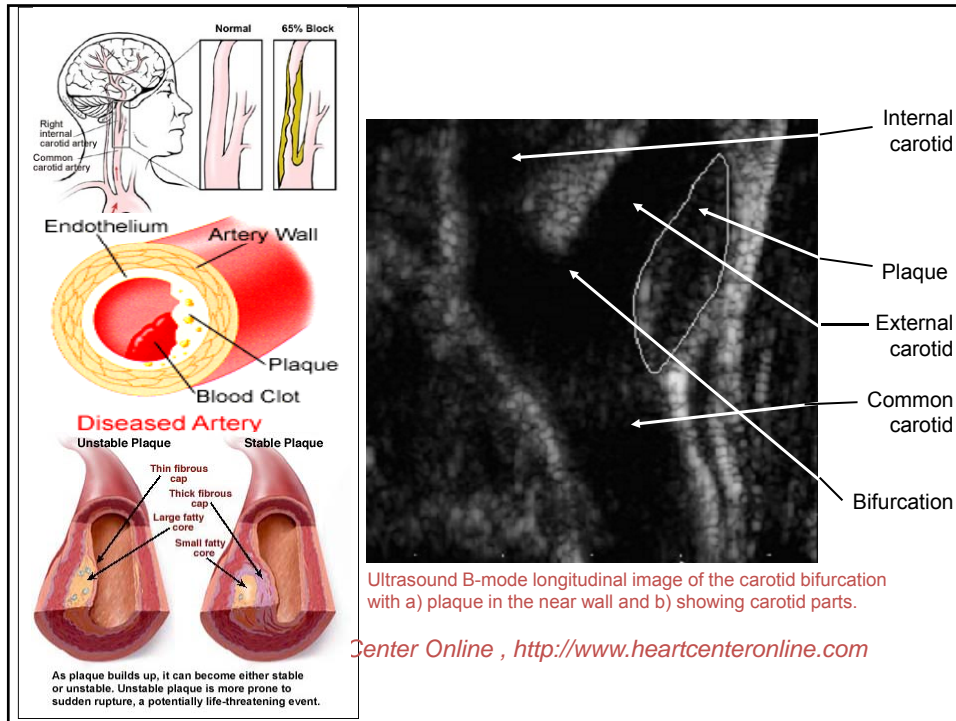 Normal
65% Block
Right
internal
carotid artery
Common
carotid artery
Endothelium
Artery Wall
Plaque
Blood Clot
Diseased Artery
Unstable Plaque
Stable Plaque
Thin fibrous
cap
Thick fibrous
cap
Large fatty
core
Small fatty
core
As plaque builds up, it can become either stable
or unstable. Unstable plaque is more prone to
sudden rupture, a potentially life-threatening event.
Internal
carotid
Plaque
External
carotid
Common
carotid
Bifurcation
Ultrasound B-mode longitudinal image of the carotid bifurcation
with a) plaque in the near wall and b) showing carotid parts.
Center Online , http://www.heartcenteronline.com